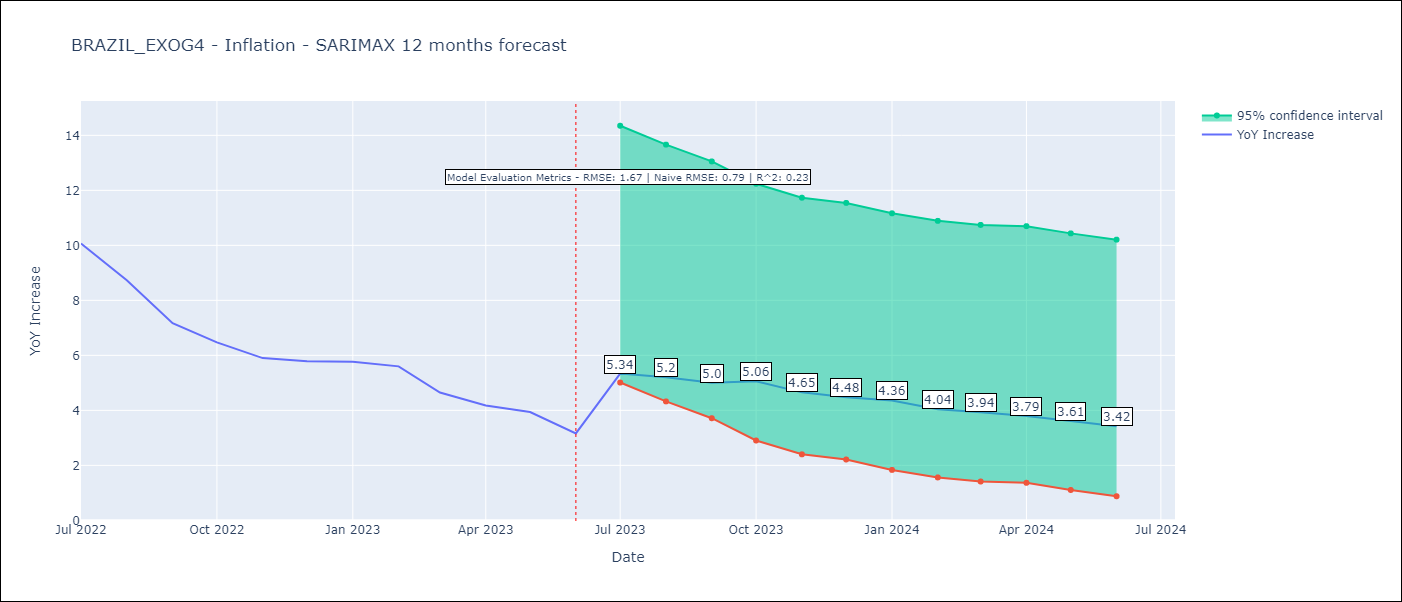 BRAZIL_EXOG4 - Inflation - SARIMAX 12 months forecast
95% confidence interval
YoY Increase
Model Evaluation Metrics - RMSE: 1.67 | Naive RMSE: 0.79 | R^2: 0.23
YoY Increase
14
12
10
8
6
4
2
0
5.34
5.2
5.0
5.06
4.65
4.48
4.36
4.04
3.94
3.79
3.61
3.42
Jul 2022
Oct 2022
Jan 2023
Apr 2023
Jul 2023
Oct 2023
Jan 2024
Apr 2024
Jul 2024
Date